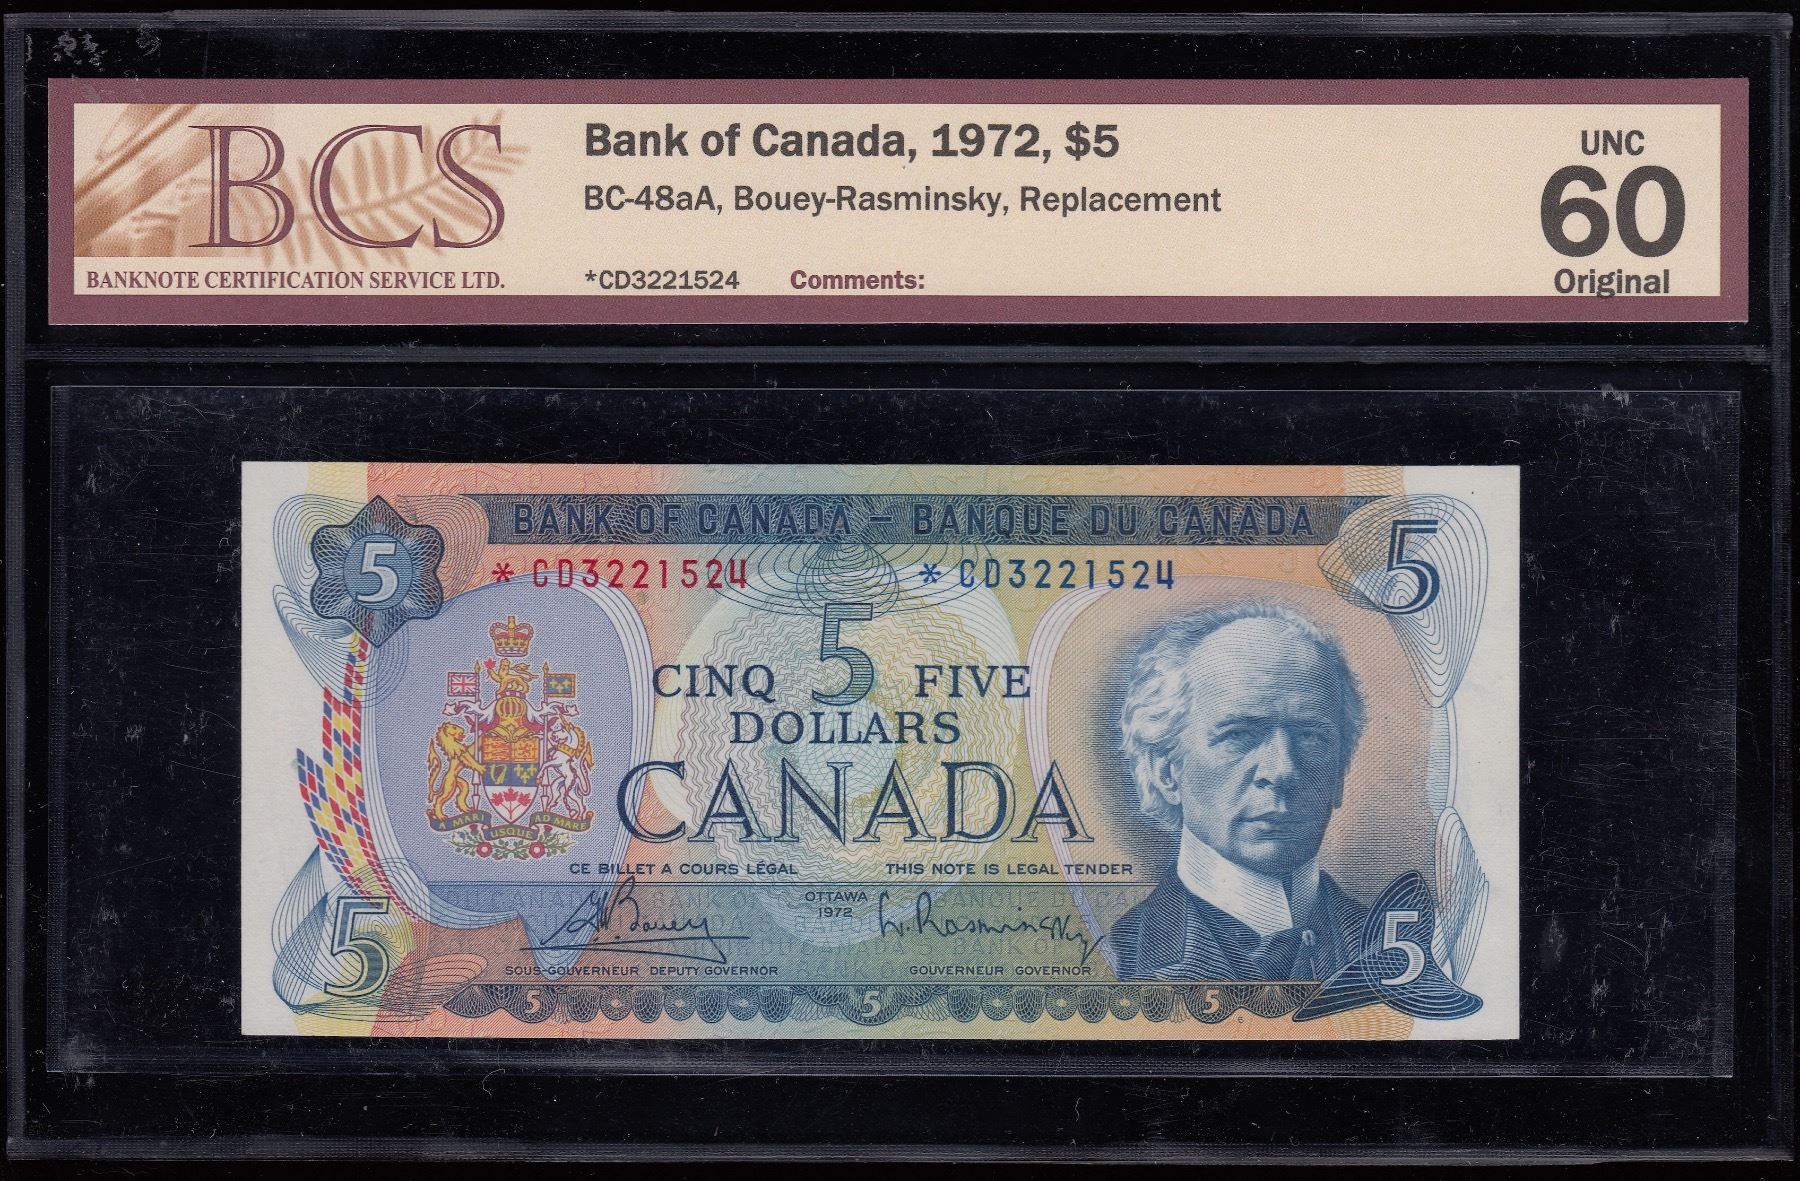 BCS
BANKNOTE CERTIFICATION SERVICE LTD.
Bank of Canada, 1972, $5
BC-48aA, Bouey-Rasminsky, Replacement
*CD3221524 Comments:
UNC
60
Original
BANK OF CANADA – BANQUE DU CANADA
5 5
*CD3221524 *CD3221524
5
CINQ FIVE
DOLLARS
CANADA
A MARI USQUE AD MARE
CE BILLET A COURS LÉGAL THIS NOTE IS LEGAL TENDER
OTTAWA
1972
G.K. Bouey L. Rasminsky
SOUS-GOUVERNEUR DEPUTY GOVERNOR GOUVERNEUR GOVERNOR
5 5
5 5 5
6